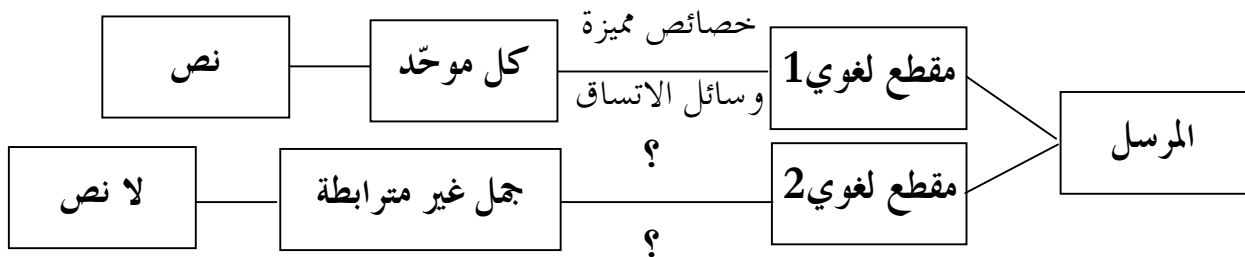 المرسل
مقطع لغوي1
خصائص مميزة
وسائل الاتساق
كل موحّد
نص
مقطع لغوي2
؟
؟
جمل غير مترابطة
لا نص